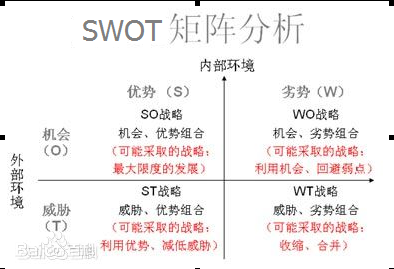 SWOT 矩阵分析
内部环境
优势（S）
劣势（W）
外部环境
机会
（O）
SO战略
机会、优势组合
（可能采取的战略：
最大限度的发展）
WO战略
机会、劣势组合
（可能采取的战略：
利用机会、回避弱点）
威胁
（T）
ST战略
威胁、优势组合
（可能采取的战略：
利用优势、减低威胁）
WT战略
威胁、劣势组合
（可能采取的战略：
收缩、合并）
Bai百科